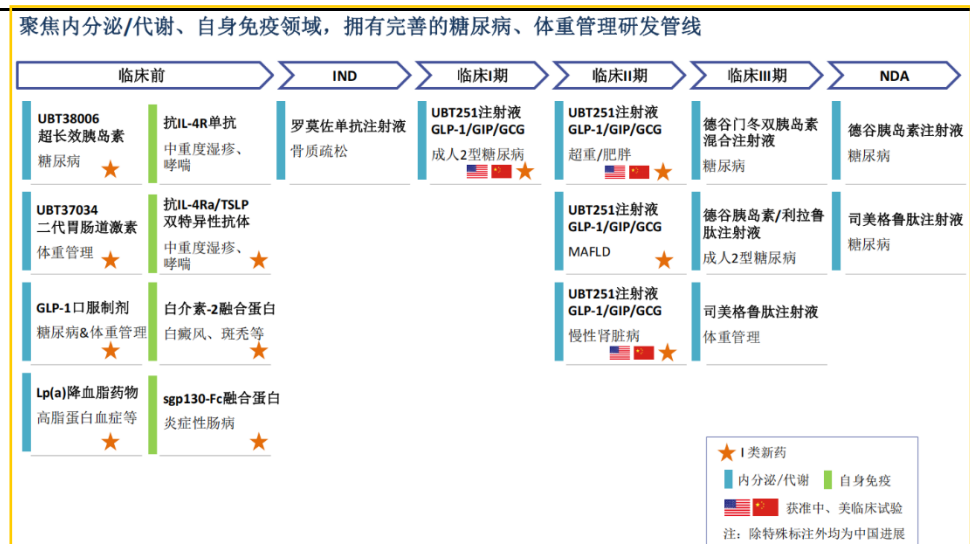 聚焦内分泌/代谢、自身免疫领域，拥有完善的糖尿病、体重管理研发管线
临床前
IND
临床I期
临床II期
临床III期
NDA
UBT38006
超长效胰岛素
糖尿病
抗IL-4R单抗
中重度湿疹、
哮喘
罗莫佐单抗注射液
骨质疏松
UBT251注射液
GLP-1/GIP/GCG
成人2型糖尿病
UBT251注射液
GLP-1/GIP/GCG
超重/肥胖
德谷门冬双胰岛素
混合注射液
糖尿病
德谷胰岛素注射液
糖尿病
UBT37034
二代胃肠道激素
体重管理
抗IL-4Ra/TSLP
双特异性抗体
中重度湿疹、
哮喘
UBT251注射液
GLP-1/GIP/GCG
MAFLD
德谷胰岛素/利拉鲁
肽注射液
成人2型糖尿病
司美格鲁肽注射液
糖尿病
GLP-1口服制剂
糖尿病&体重管理
白介素-2融合蛋白
白癜风、斑秃等
UBT251注射液
GLP-1/GIP/GCG
慢性肾脏病
司美格鲁肽注射液
体重管理
Lp(a)降血脂药物
高脂蛋白血症等
sgp130-Fc融合蛋白
炎症性肠病
I 类新药
内分泌/代谢
自身免疫
获准中、美临床试验
注：除特殊标注外均为中国进展